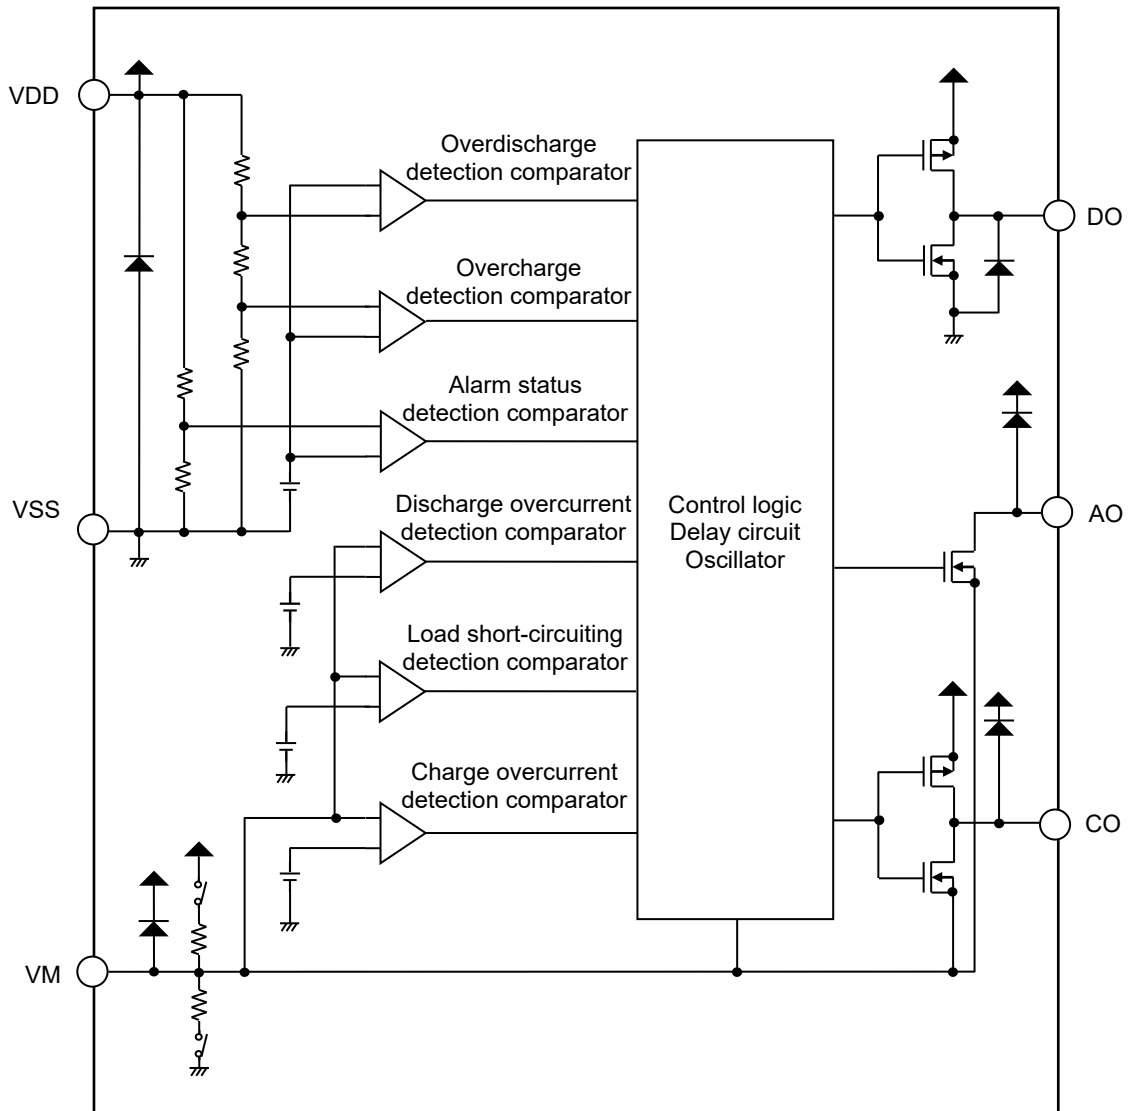 VDD
Overdischarge
detection comparator
DO
Overcharge
detection comparator
Alarm status
detection comparator
VSS
Discharge overcurrent
detection comparator
Control logic
Delay circuit
Oscillator
AO
Load short-circuiting
detection comparator
Charge overcurrent
detection comparator
CO
VM